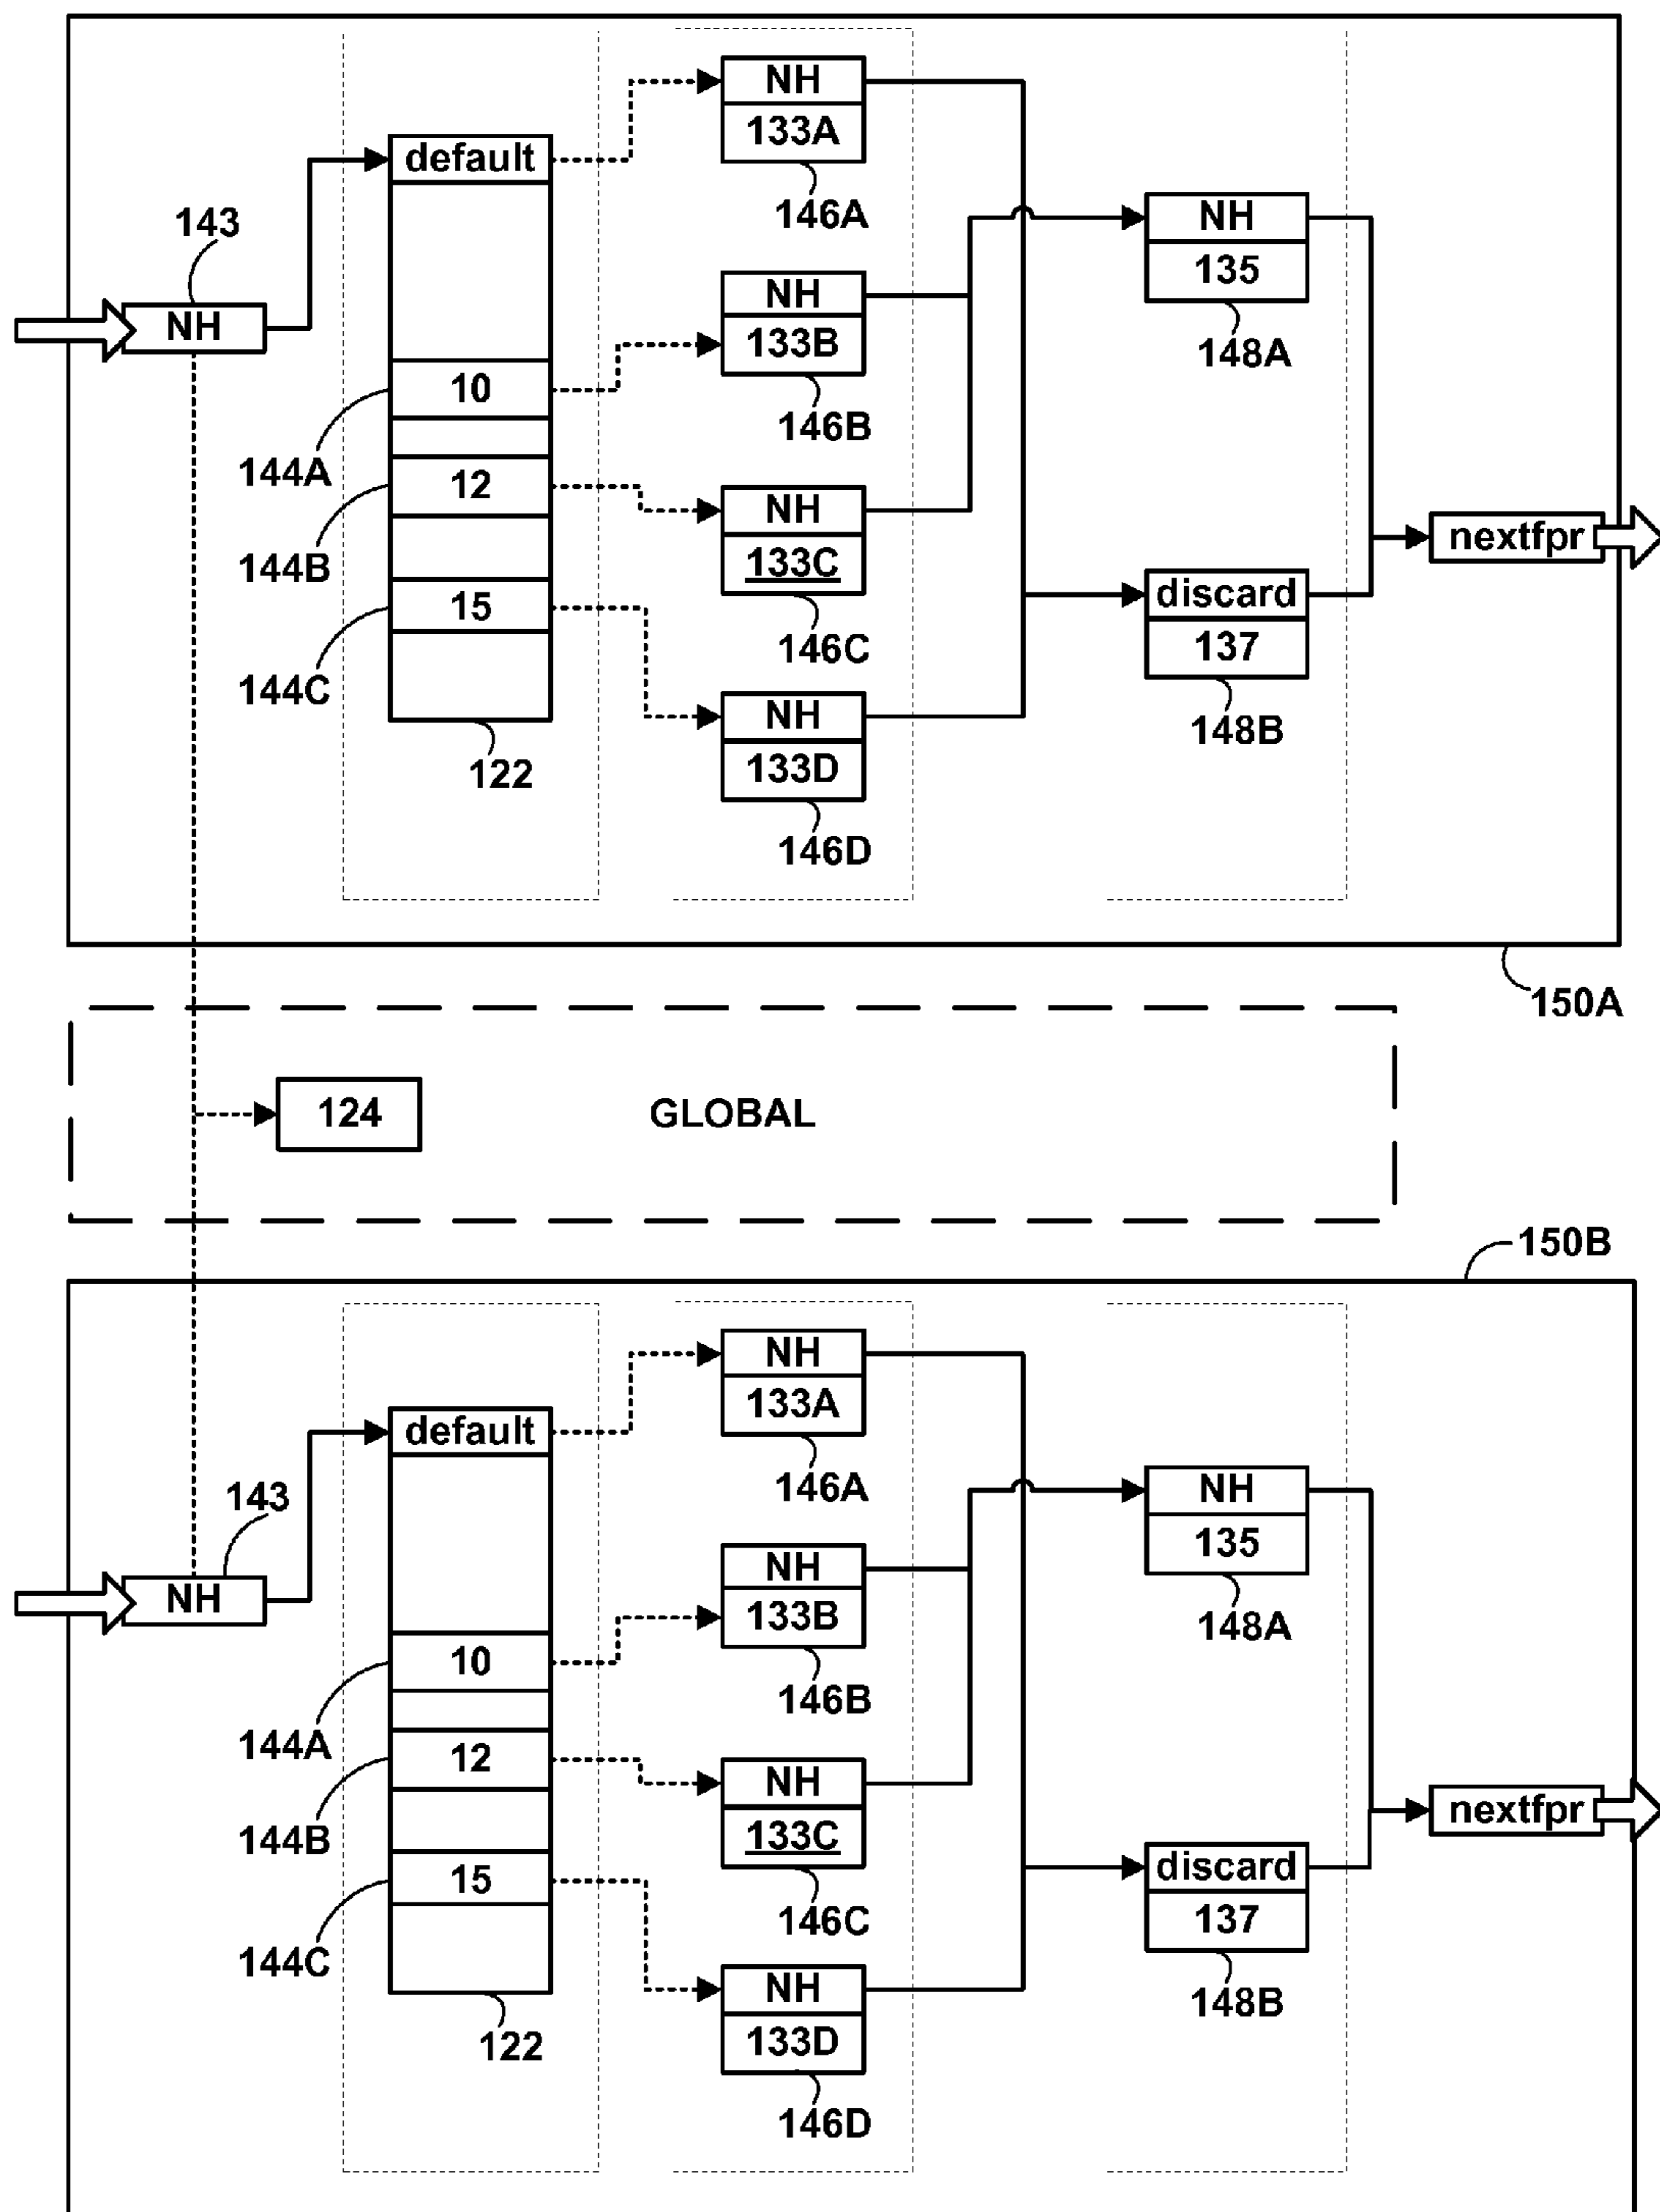 NH
133A
146A
default
143
NH
NH
135
148A
NH
133B
146B
10
144A
12
144B
NH
133C
146C
nextfpr
15
144C
discard
137
148B
NH
133D
146D
122
150A
124
GLOBAL
150B
NH
133A
146A
default
143
NH
NH
135
148A
NH
133B
146B
10
144A
12
144B
NH
133C
146C
nextfpr
15
144C
discard
137
148B
NH
133D
146D
122